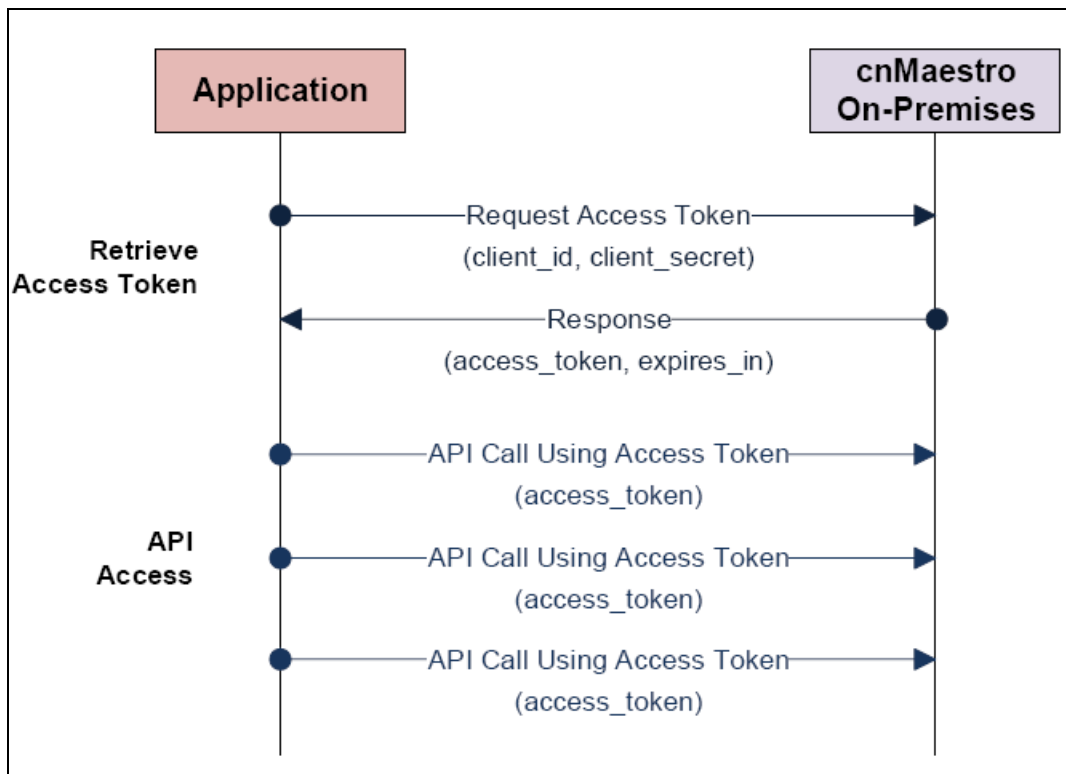 Application
cnMaestro
On-Premises
Request Access Token
(client_id, client_secret)
Retrieve
Access Token
Response
(access_token, expires_in)
API Call Using Access Token
(access_token)
API
Access
API Call Using Access Token
(access_token)
API Call Using Access Token
(access_token)